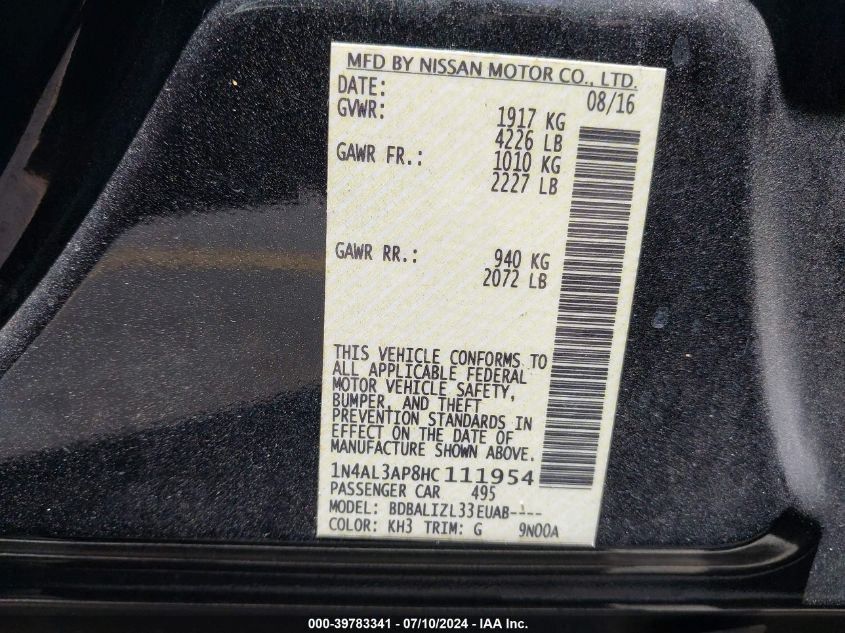 MFD BY NISSAN MOTOR CO., LTD.
DATE: 08/16
GVWR: 1917 KG
4226 LB
GAWR FR.: 1010 KG
2227 LB
GAWR RR.: 940 KG
2072 LB
THIS VEHICLE CONFORMS TO
ALL APPLICABLE FEDERAL
MOTOR VEHICLE SAFETY,
BUMPER, AND THEFT
PREVENTION STANDARDS IN
EFFECT ON THE DATE OF
MANUFACTURE SHOWN ABOVE.
1N4AL3AP8HC111954
PASSENGER CAR 495
MODEL: BDBALIZL33EUAB----
COLOR: KH3 TRIM: G 9N00A
000-39783341 - 07/10/2024 - IAA Inc.